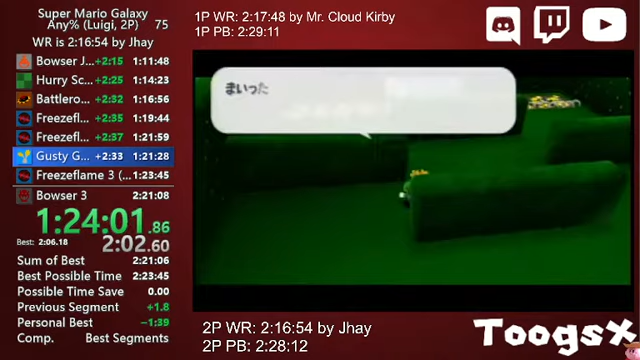 Super Mario Galaxy
Any% (Luigi, 2P) 75
WR is 2:16:54 by Jhay
Bowser J... +2:15 1:11:48
Hurry Sc... +2:25 1:14:23
Battlero... +2:32 1:16:56
Freezefl... +2:35 1:19:44
Freezefl... +2:37 1:21:59
Gusty G... +2:33 1:21:28
Freezeflame 3 (... 1:23:45
Bowser 3 2:21:08
1:24:01.86
Best: 2:06.18 2:02.60
Sum of Best 2:21:06
Best Possible Time 2:23:45
Possible Time Save 0.00
Previous Segment +1.8
Personal Best −1:39
Comp. Best Segments
1P WR: 2:17:48 by Mr. Cloud Kirby
1P PB: 2:29:11
まいった
2P WR: 2:16:54 by Jhay
2P PB: 2:28:12
ToogsX